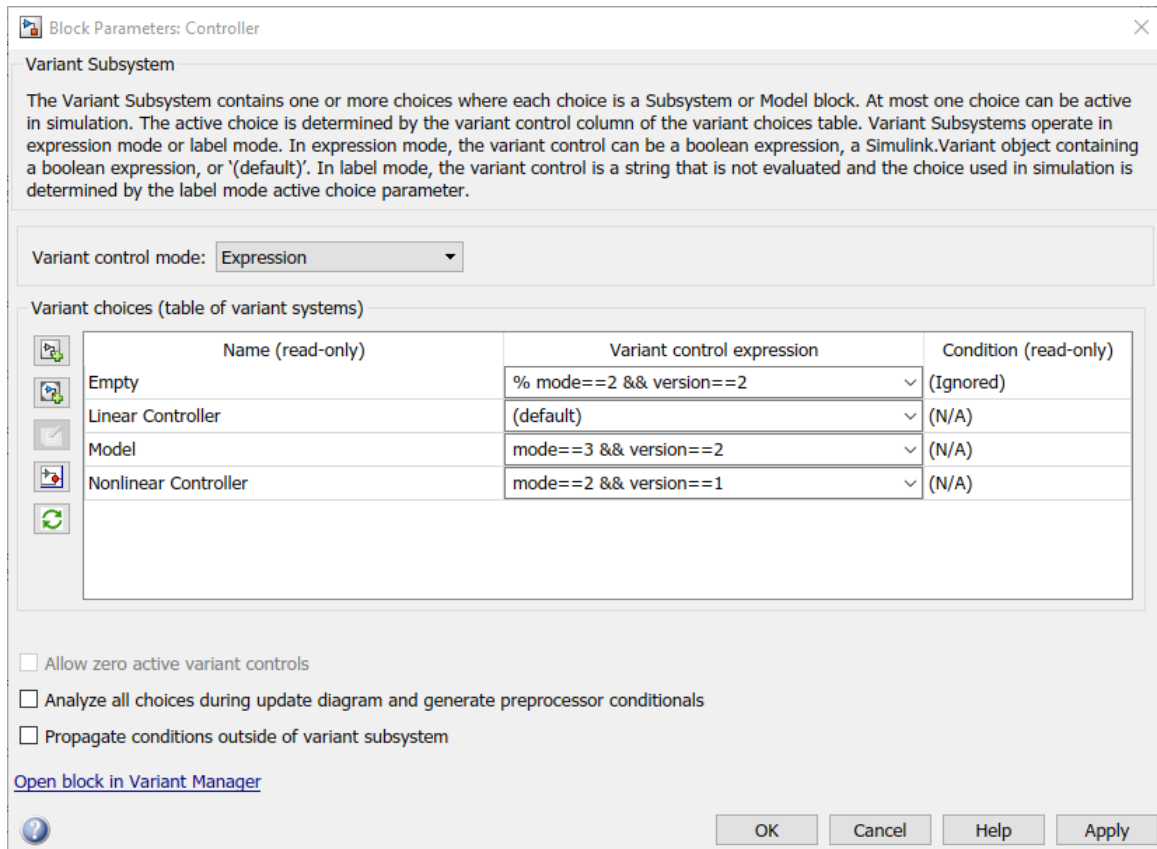 Block Parameters: Controller
Variant Subsystem
The Variant Subsystem contains one or more choices where each choice is a Subsystem or Model block. At most one choice can be active
in simulation. The active choice is determined by the variant control column of the variant choices table. Variant Subsystems operate in
expression mode or label mode. In expression mode, the variant control can be a boolean expression, a Simulink.Variant object containing
a boolean expression, or '(default)'. In label mode, the variant control is a string that is not evaluated and the choice used in simulation is
determined by the label mode active choice parameter.
Variant control mode: Expression
Variant choices (table of variant systems)
Name (read-only) Variant control expression Condition (read-only)
Empty % mode==2 && version==2 (Ignored)
Linear Controller (default) (N/A)
Model mode==3 && version==2 (N/A)
Nonlinear Controller mode==2 && version==1 (N/A)
Allow zero active variant controls
Analyze all choices during update diagram and generate preprocessor conditionals
Propagate conditions outside of variant subsystem
Open block in Variant Manager
? OK Cancel Help Apply